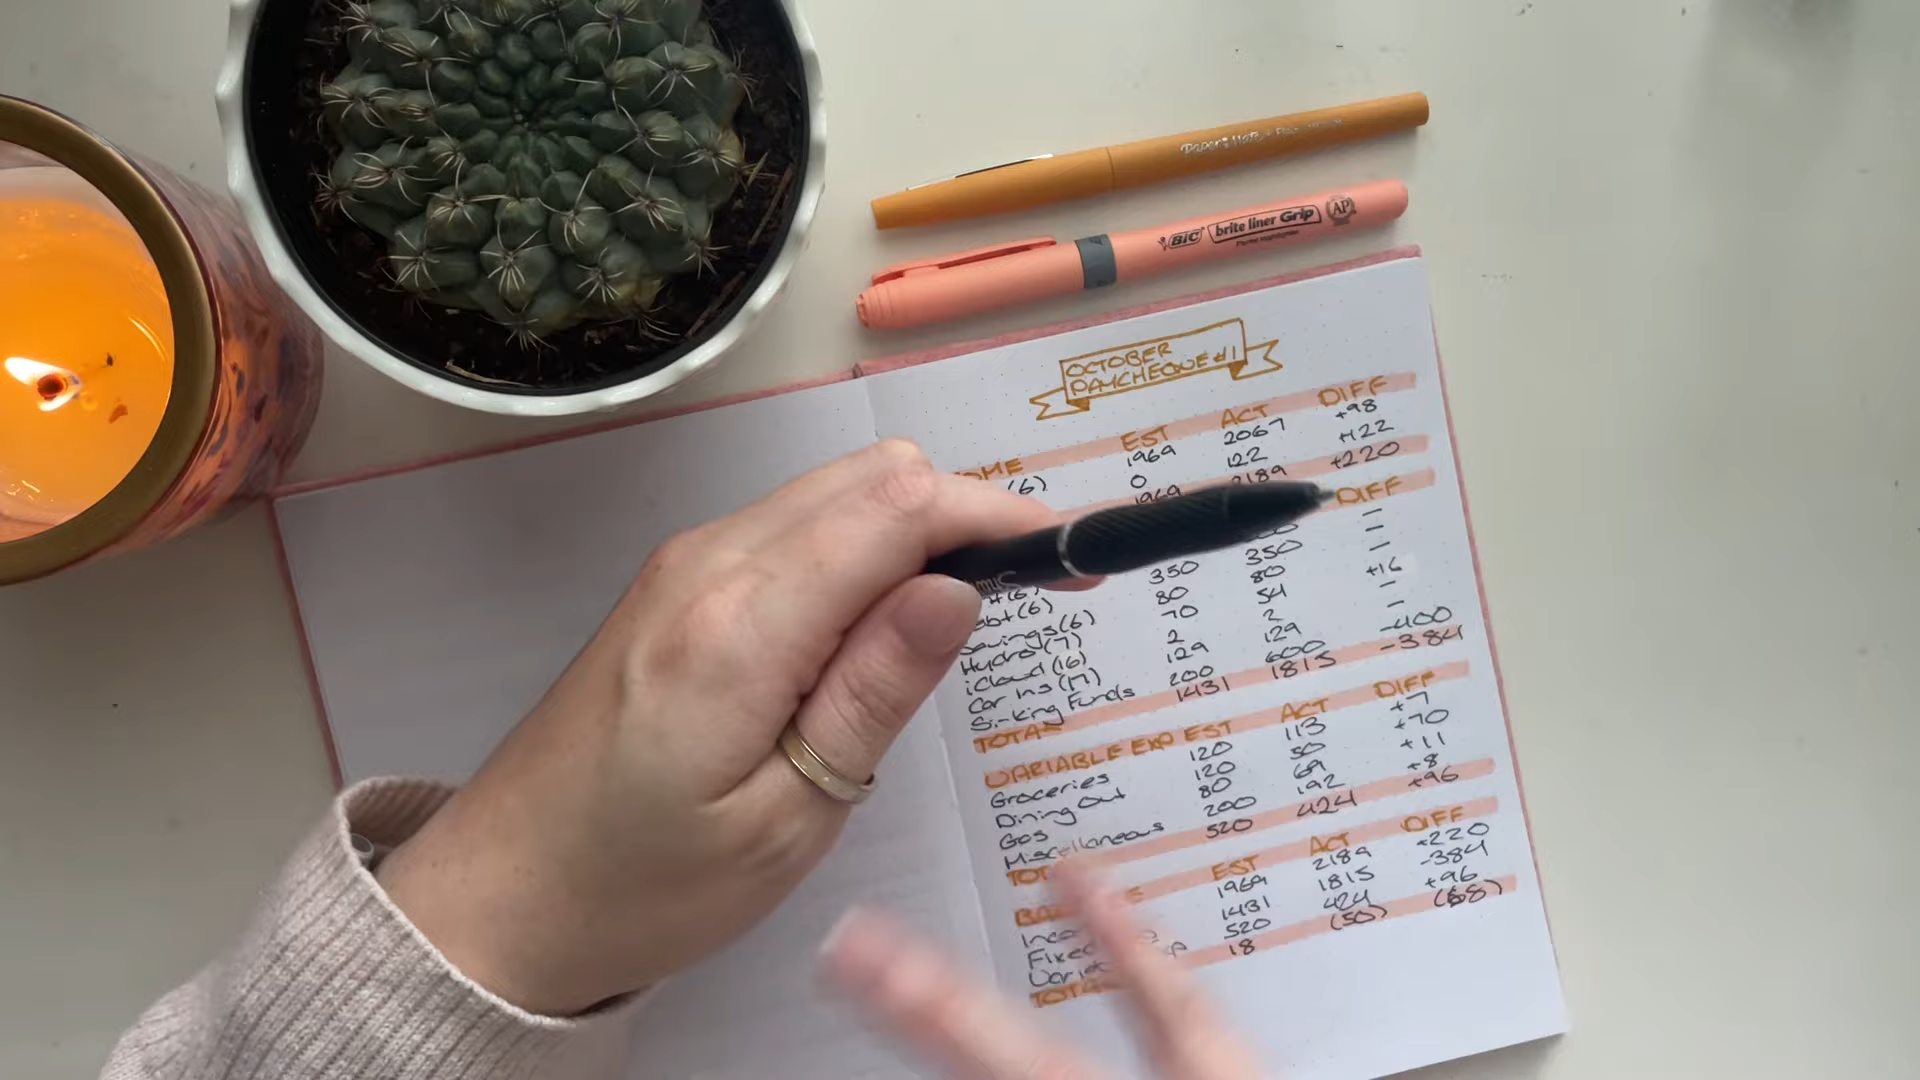 Paper Mate
BIC brite liner Grip AP
OCTOBER
PAYCHEQUE #1
EST ACT DIFF
(6) 1969 2067 +98
0 122 +122
1969 2189 +220
DIFF
–
350 –
(6) 350 80 –
Savings (6) 80 54 +16
Hydro (7) 70 2 –
iCloud (16) 2 129 –
Car Ins (17) 129 600 -400
Sinking Funds 200 1815 -384
TOTAL 1431
VARIABLE EXP EST ACT DIFF
Groceries 120 113 +7
Dining Out 120 50 +70
Gas 80 69 +11
Miscellaneous 200 192 +8
520 424 +96
EST ACT DIFF
1969 2189 +220
1431 1815 -384
520 424 +96
18 (50) (68)